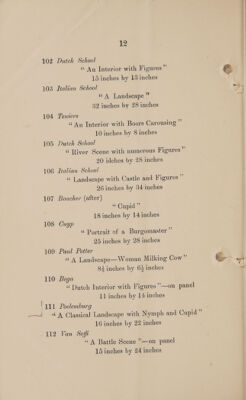 12
102 Dutch School
"An Interior with Figures"
15 inches by 13 inches
103 Italian School
"A Landscape"
32 inches by 28 inches
104 Teniers
"An Interior with Boors Carousing"
10 inches by 8 inches
105 Dutch School
"River Scene with numerous Figures"
20 inches by 28 inches
106 Italian School
"Landscape with Castle and Figures"
26 inches by 34 inches
107 Boucher (after)
"Cupid"
18 inches by 14 inches
108 Cuyp
"Portrait of a Burgomaster"
25 inches by 28 inches
109 Paul Potter
"A Landscape—Woman Milking Cow"
8½ inches by 6½ inches
110 Bega
"Dutch Interior with Figures"—on panel
11 inches by 14 inches
111 Poelemburg
"A Classical Landscape with Nymph and Cupid"
16 inches by 22 inches
112 Van
"A Battle Scene"—on panel
15 inches by 24 inches